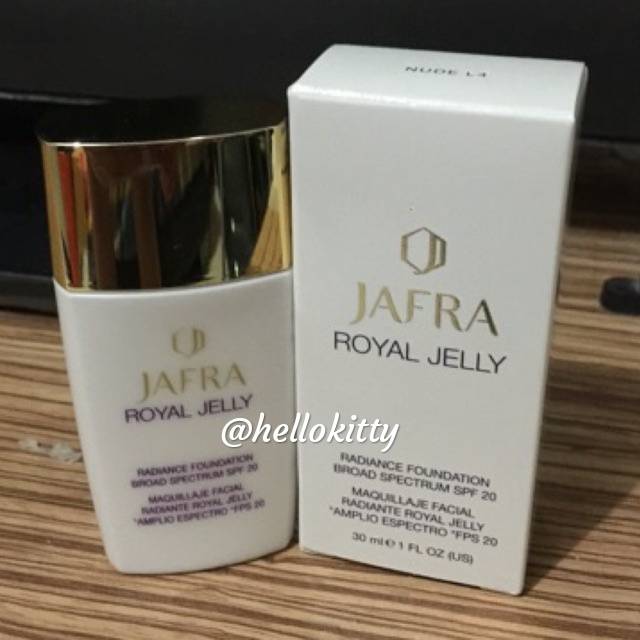 NUDE L4
JAFRA
ROYAL JELLY
RADIANCE FOUNDATION
BROAD SPECTRUM SPF 20
MAQUILLAJE FACIAL
RADIANTE ROYAL JELLY
*AMPLIO ESPECTRO *FPS 20
JAFRA
ROYAL JELLY
RADIANCE FOUNDATION
BROAD SPECTRUM SPF 20
MAQUILLAJE FACIAL
RADIANTE ROYAL JELLY
*AMPLIO ESPECTRO *FPS 20
30 ml e 1 FL OZ (US)
@hellokitty